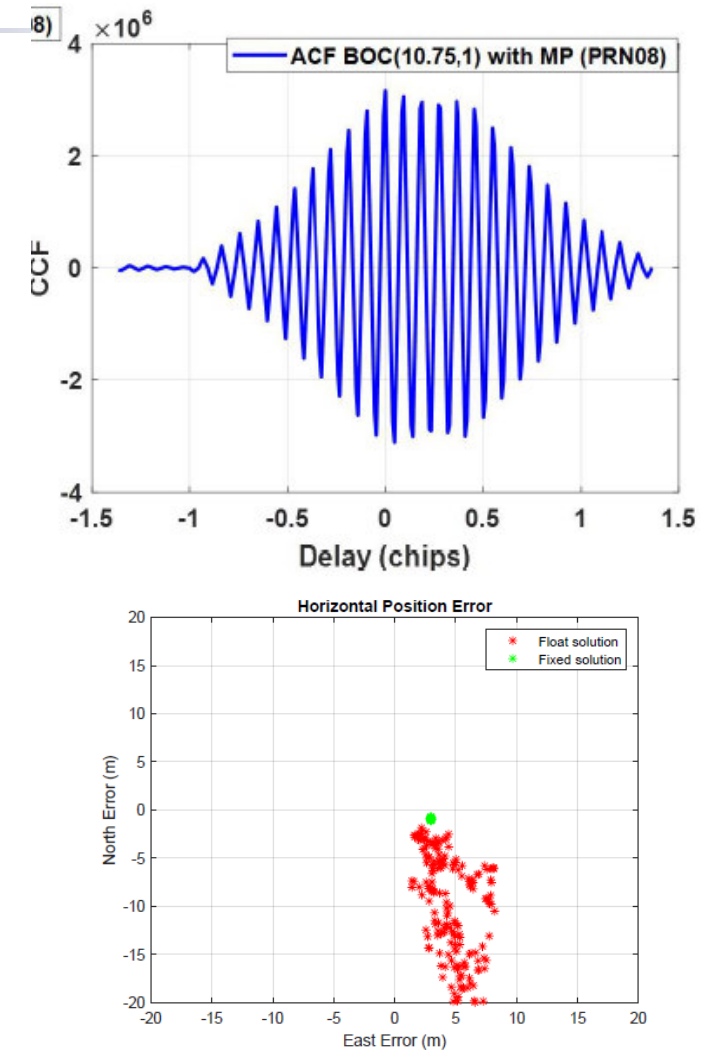 8)
×10⁶
ACF BOC(10.75,1) with MP (PRN08)
4
2
0
-2
-4
CCF
-1.5 -1 -0.5 0 0.5 1 1.5
Delay (chips)
Horizontal Position Error
Float solution
Fixed solution
20
15
10
5
0
-5
-10
-15
-20
North Error (m)
-20 -15 -10 -5 0 5 10 15 20
East Error (m)